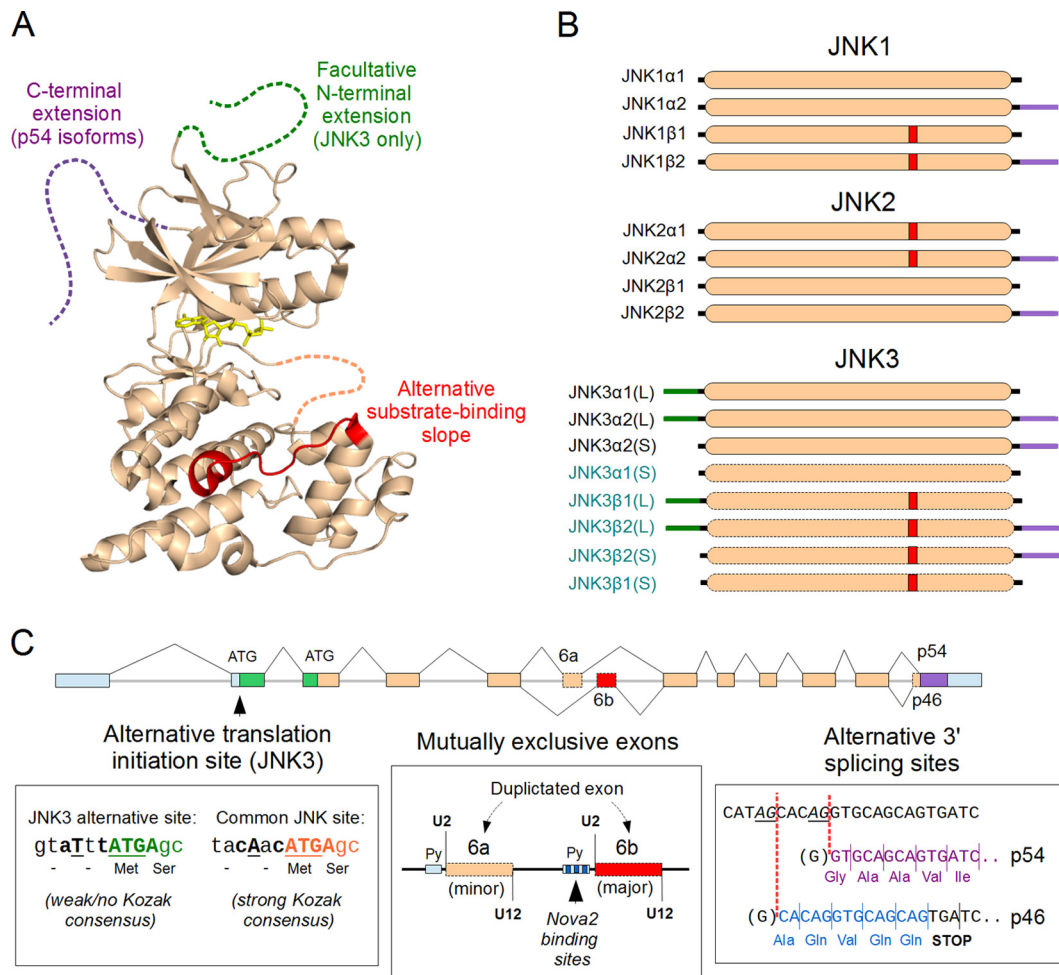 A
C-terminal
extension
(p54 isoforms)
Facultative
N-terminal
extension
(JNK3 only)
Alternative
substrate-binding
slope
B
JNK1
JNK1α1
JNK1α2
JNK1β1
JNK1β2
JNK2
JNK2α1
JNK2α2
JNK2β1
JNK2β2
JNK3
JNK3α1(L)
JNK3α2(L)
JNK3α2(S)
JNK3α1(S)
JNK3β1(L)
JNK3β2(L)
JNK3β2(S)
JNK3β1(S)
C
ATG
ATG
6a
6b
p54
p46
Alternative translation
initiation site (JNK3)
JNK3 alternative site:
gtaTttATGAgc
- - Met Ser
(weak/no Kozak
consensus)
Common JNK site:
tacAacATGAgc
- - Met Ser
(strong Kozak
consensus)
Mutually exclusive exons
Duptictated exon
U2 U2
Py 6a Py 6b
(minor) (major)
U12 U12
Nova2
binding
sites
Alternative 3'
splicing sites
CATAGCACAGGTGCAGCAGTGATC
(G)GTGCAGCAGTGATC.. p54
Gly Ala Ala Val Ile
(G)CACAGGTGCAGCAGTGATC.. p46
Ala Gln Val Gln Gln STOP